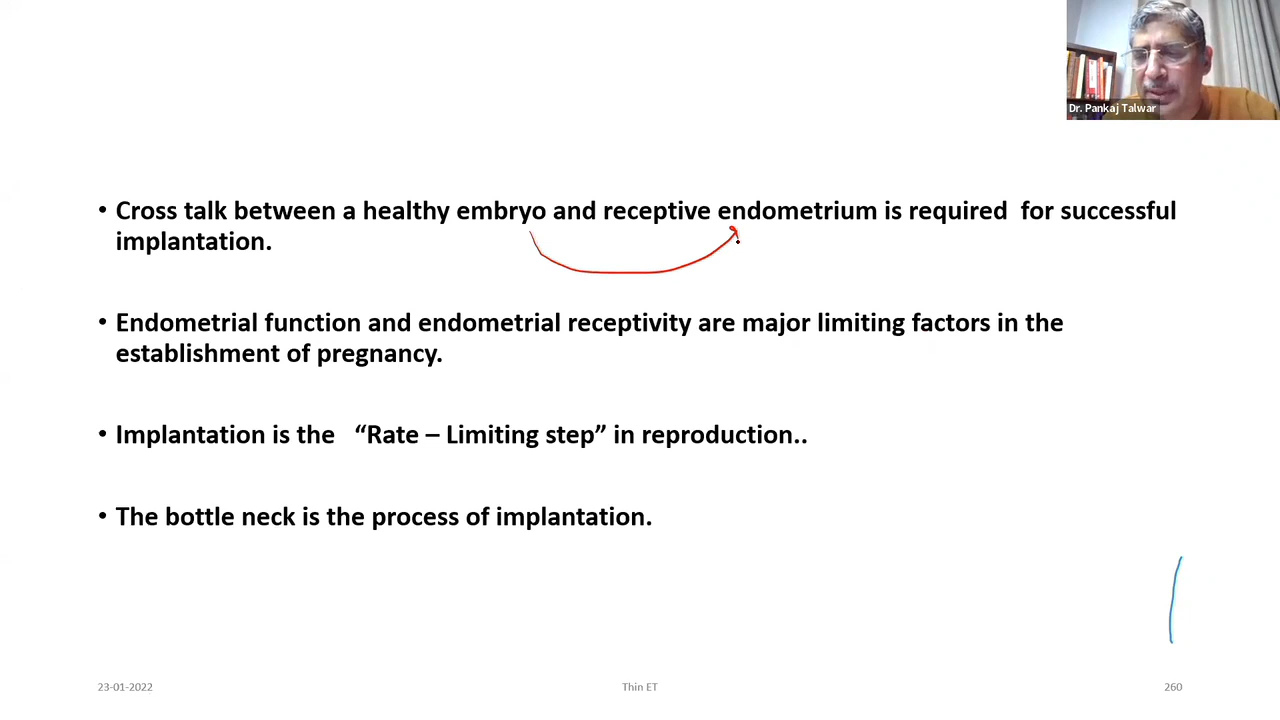 Dr. Pankaj Talwar
• Cross talk between a healthy embryo and receptive endometrium is required  for successful
implantation.
• Endometrial function and endometrial receptivity are major limiting factors in the
establishment of pregnancy.
• Implantation is the   “Rate – Limiting step” in reproduction..
• The bottle neck is the process of implantation.
23-01-2022
Thin ET
260